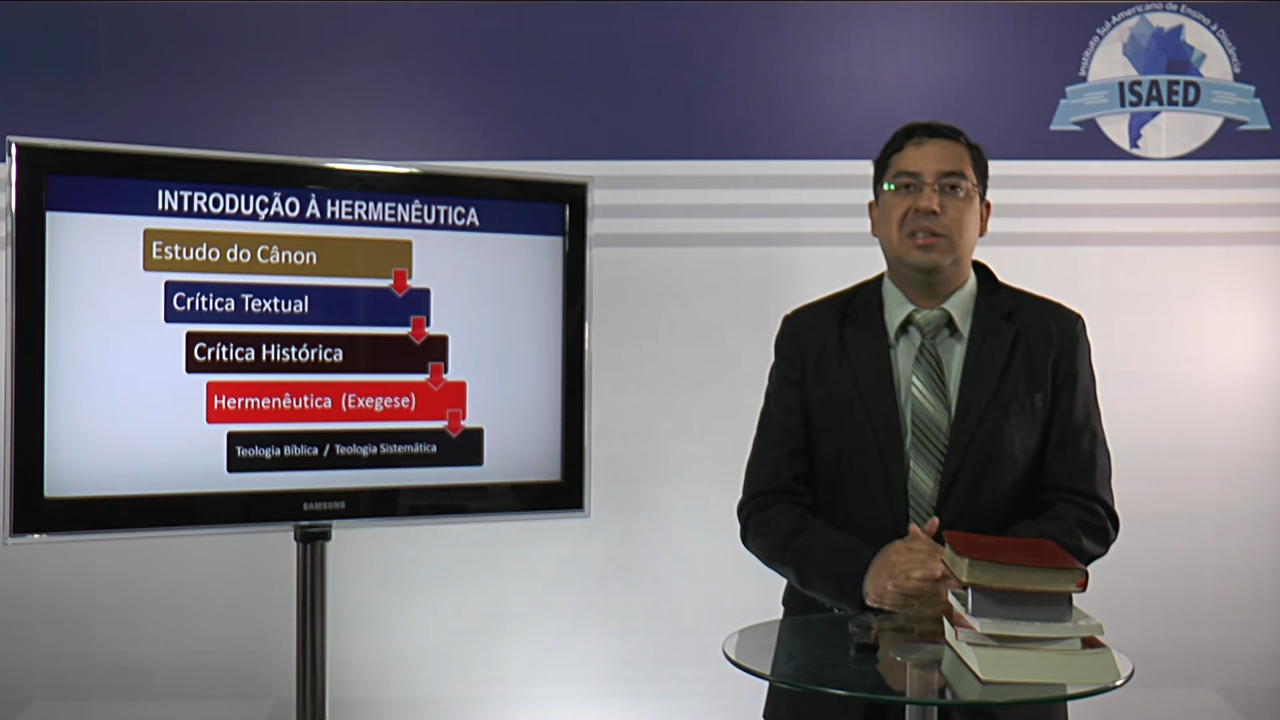 Instituto Sul-Americano de Ensino à Distância
ISAED
INTRODUÇÃO À HERMENÊUTICA
Estudo do Cânon
Crítica Textual
Crítica Histórica
Hermenêutica (Exegese)
Teologia Bíblica / Teologia Sistemática
SAMSUNG